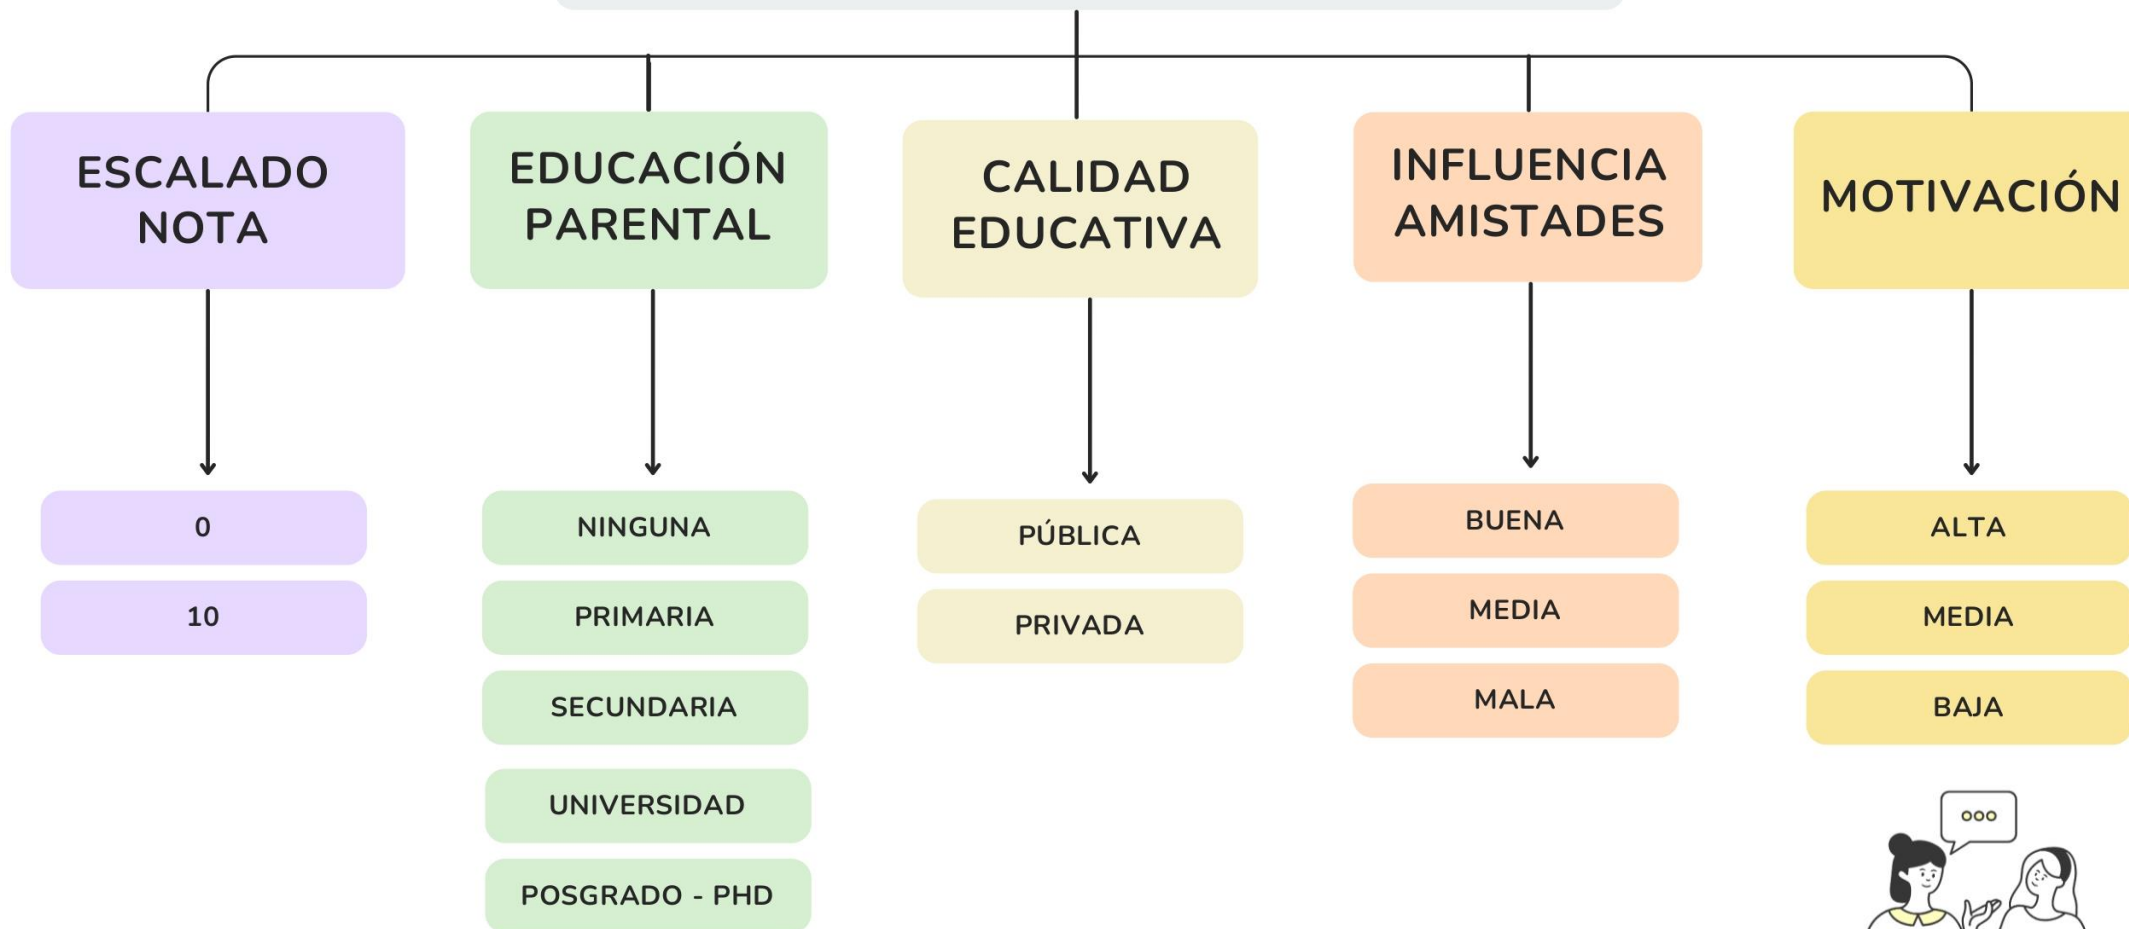 ESCALADO
NOTA
0
10
EDUCACIÓN
PARENTAL
NINGUNA
PRIMARIA
SECUNDARIA
UNIVERSIDAD
POSGRADO - PHD
CALIDAD
EDUCATIVA
PÚBLICA
PRIVADA
INFLUENCIA
AMISTADES
BUENA
MEDIA
MALA
MOTIVACIÓN
ALTA
MEDIA
BAJA